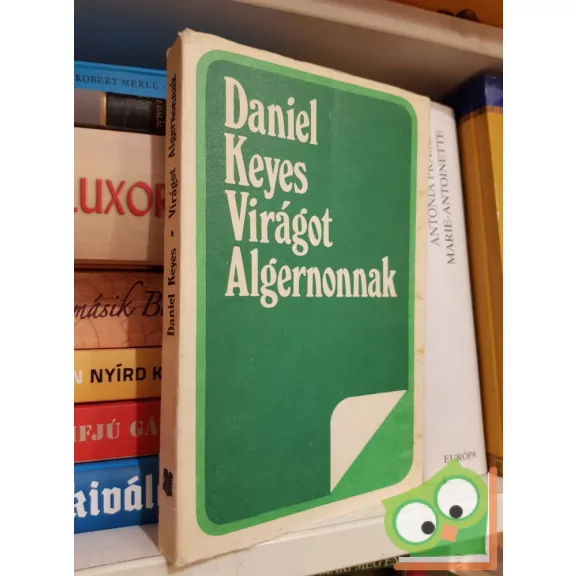 Daniel
Keyes
Virágot
Algernonnak
Daniel Keyes - Virágot Algernonnak
ROBERT MERLE
LUXOR
másik
NYÍRD K
IFJÚ GÁ
kivál
ANTONIA FRASER
MARIE-ANTOINETTE
EURÓPA